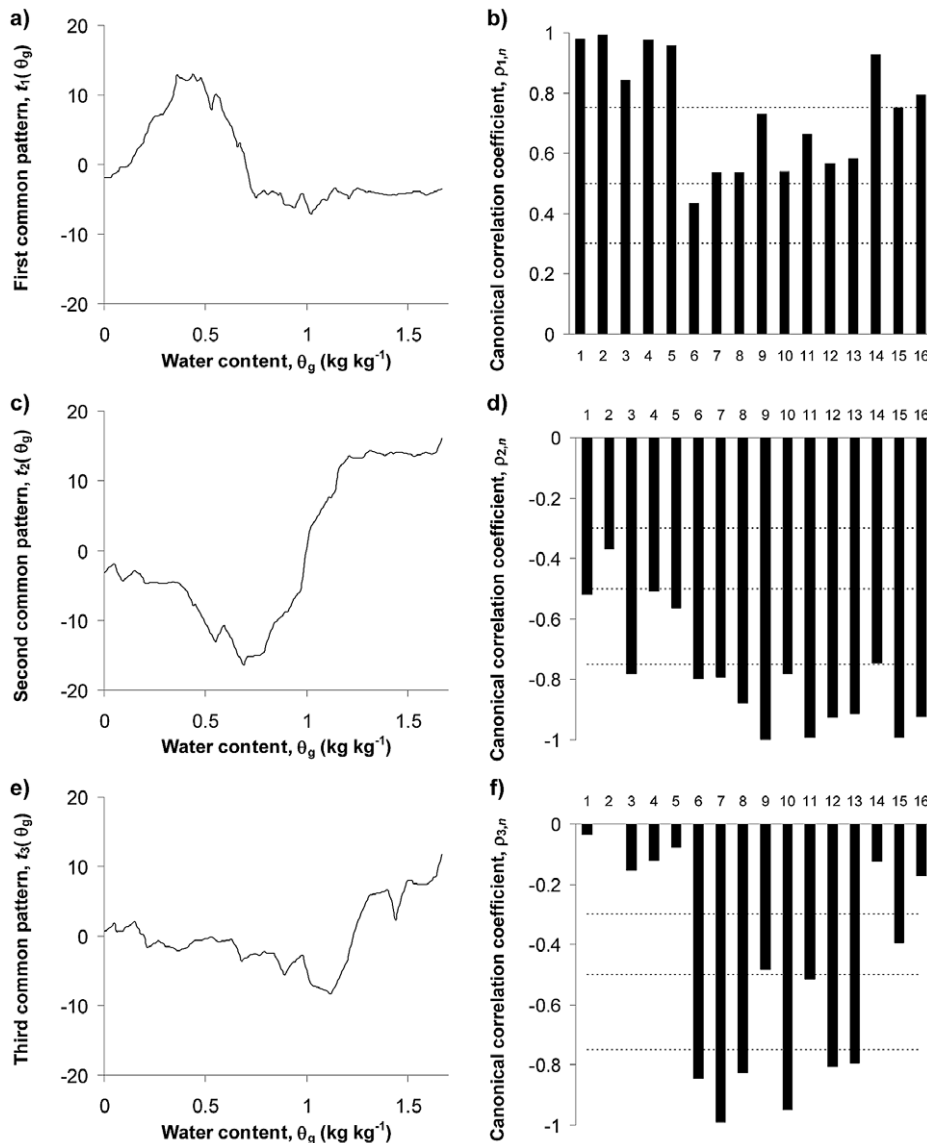 a)
First common pattern, t₁(θg)
20
10
0
-10
-20
0 0.5 1 1.5
Water content, θg (kg kg⁻¹)
b)
Canonical correlation coefficient, ρ₁,n
1
0.8
0.6
0.4
0.2
0
1 2 3 4 5 6 7 8 9 10 11 12 13 14 15 16
c)
Second common pattern, t₂(θg)
20
10
0
-10
-20
0 0.5 1 1.5
Water content, θg (kg kg⁻¹)
d)
1 2 3 4 5 6 7 8 9 10 11 12 13 14 15 16
Canonical correlation coefficient, ρ₂,n
0
-0.2
-0.4
-0.6
-0.8
-1
e)
Third common pattern, t₃(θg)
20
10
0
-10
-20
0 0.5 1 1.5
Water content, θg (kg kg⁻¹)
f)
1 2 3 4 5 6 7 8 9 10 11 12 13 14 15 16
Canonical correlation coefficient, ρ₃,n
0
-0.2
-0.4
-0.6
-0.8
-1